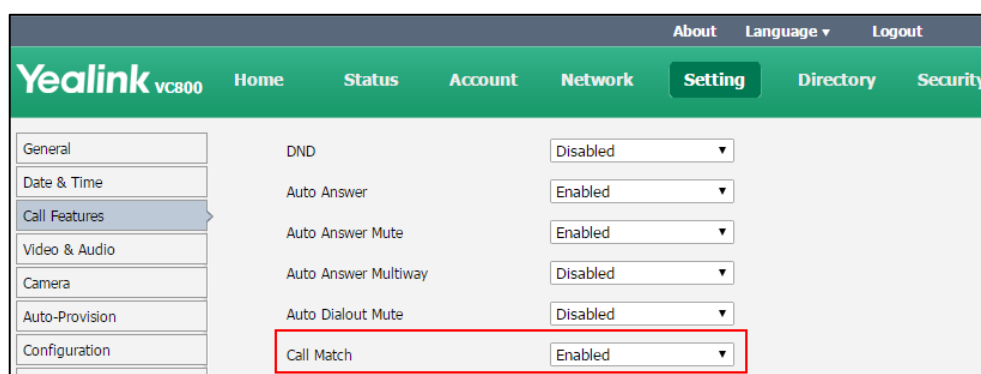 About Language ▾ Logout
Yealink VC800 Home Status Account Network Setting Directory Security
General
Date & Time
Call Features
Video & Audio
Camera
Auto-Provision
Configuration
DND Disabled
Auto Answer Enabled
Auto Answer Mute Enabled
Auto Answer Multiway Disabled
Auto Dialout Mute Disabled
Call Match Enabled